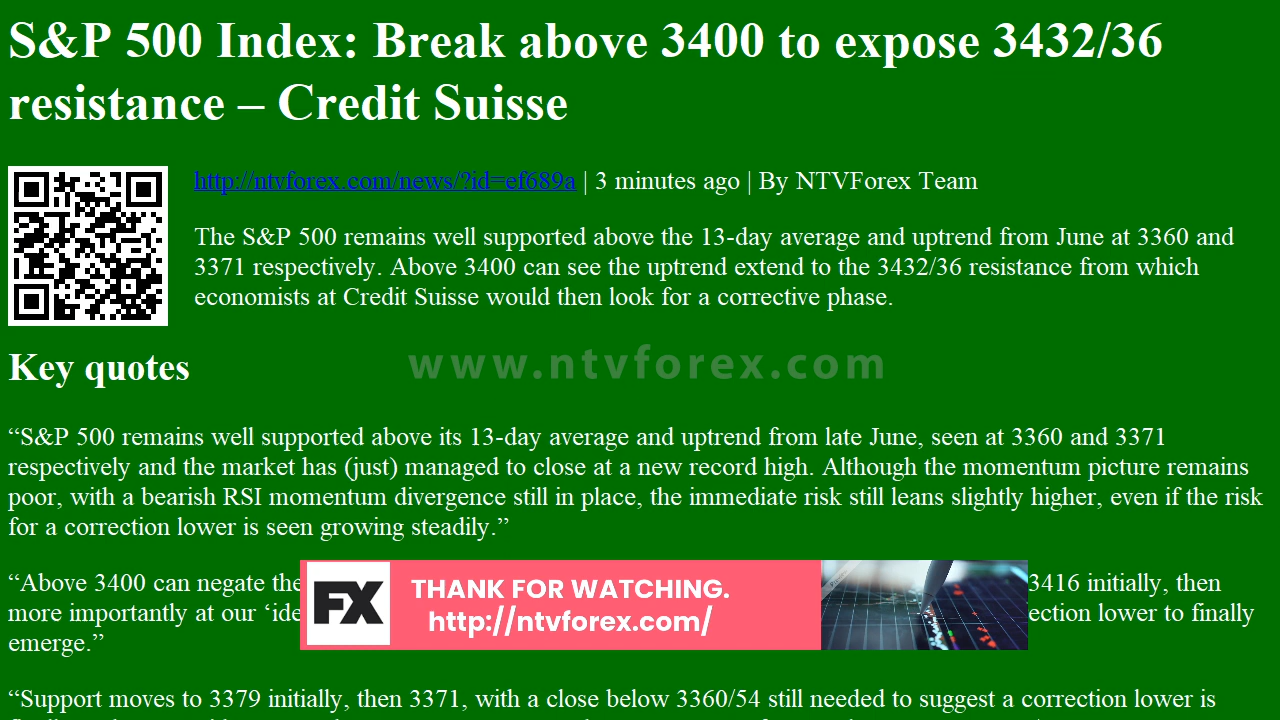 S&P 500 Index: Break above 3400 to expose 3432/36
resistance – Credit Suisse
http://ntvforex.com/news/?id=ef689a | 3 minutes ago | By NTVForex Team
The S&P 500 remains well supported above the 13-day average and uptrend from June at 3360 and
3371 respectively. Above 3400 can see the uptrend extend to the 3432/36 resistance from which
economists at Credit Suisse would then look for a corrective phase.
Key quotes
www.ntvforex.com
“S&P 500 remains well supported above its 13-day average and uptrend from late June, seen at 3360 and 3371
respectively and the market has (just) managed to close at a new record high. Although the momentum picture remains
poor, with a bearish RSI momentum divergence still in place, the immediate risk still leans slightly higher, even if the risk
for a correction lower is seen growing steadily.”
“Above 3400 can negate the 3416 initially, then
more importantly at our lower to finally
emerge.”
FX
THANK FOR WATCHING.
http://ntvforex.com/
“Support moves to 3379 initially, then 3371, with a close below 3360/54 still needed to suggest a correction lower is